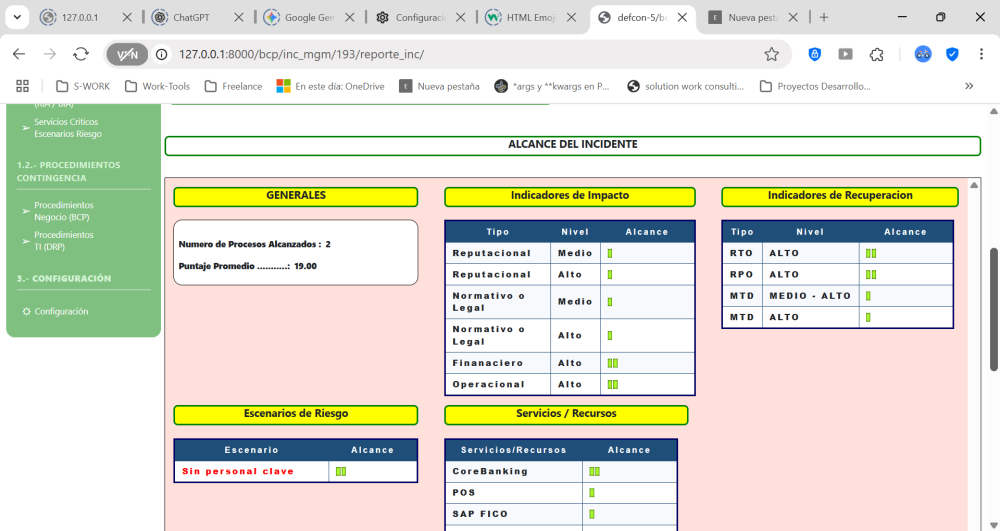 127.0.0.1
ChatGPT
Google Gen
Configuraci
HTML Emoji
defcon-5/b
Nueva pest
127.0.0.1:8000/bcp/inc_mgm/193/reporte_inc/
S-WORK
Work-Tools
Freelance
En este día: OneDrive
Nueva pestaña
*args y **kwargs en P...
solution work consulti...
Proyectos Desarrollo...
(RIA / BIA)
Servicios Críticos
Escenarios Riesgo
1.2.- PROCEDIMIENTOS
CONTINGENCIA
Procedimientos
Negocio (BCP)
Procedimientos
TI (DRP)
3.- CONFIGURACIÓN
Configuración
ALCANCE DEL INCIDENTE
GENERALES
Numero de Procesos Alcanzados : 2
Puntaje Promedio ...........: 19.00
Indicadores de Impacto
Tipo Nivel Alcance
Reputacional Medio
Reputacional Alto
Normativo o
Legal Medio
Normativo o
Legal Alto
Finanaciero Alto
Operacional Alto
Indicadores de Recuperacion
Tipo Nivel Alcance
RTO ALTO
RPO ALTO
MTD MEDIO - ALTO
MTD ALTO
Escenarios de Riesgo
Escenario Alcance
Sin personal clave
Servicios / Recursos
Servicios/Recursos Alcance
CoreBanking
POS
SAP FICO